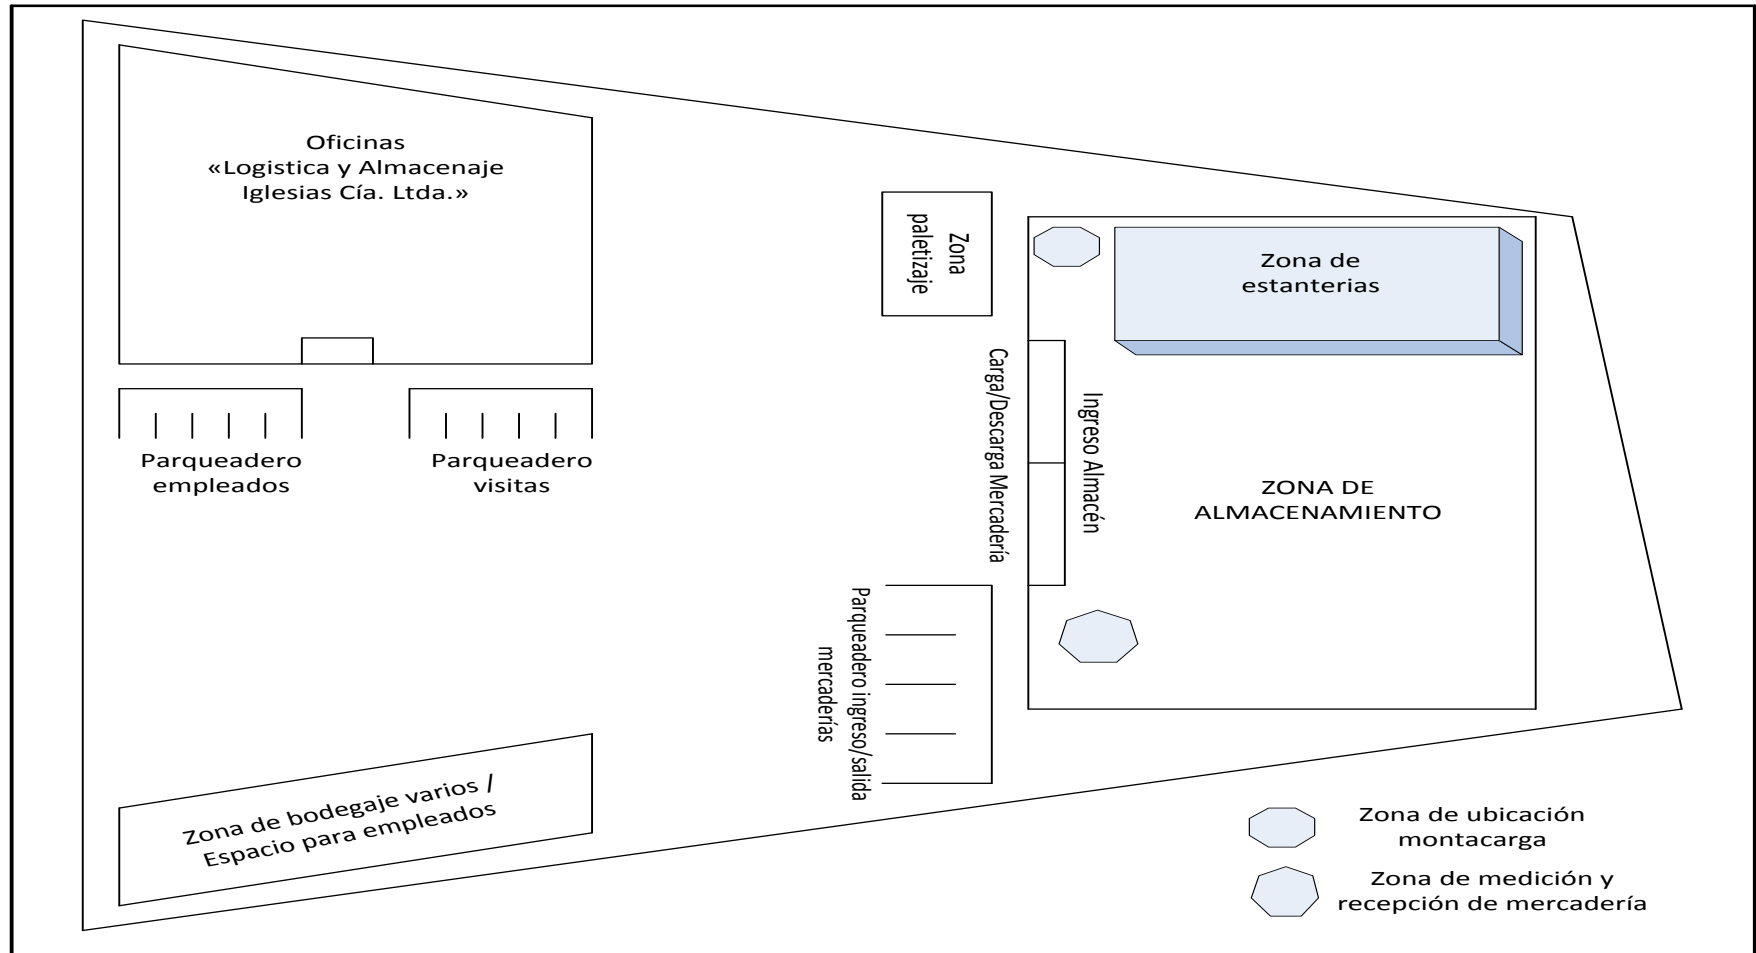 Oficinas
«Logistica y Almacenaje
Iglesias Cía. Ltda.»
Parqueadero
empleados
Parqueadero
visitas
Zona de bodegaje varios /
Espacio para empleados
Zona
paletizaje
Carga/Descarga Mercadería
Ingreso Almacén
Parqueadero ingreso/salida
mercaderías
Zona de
estanterias
ZONA DE
ALMACENAMIENTO
Zona de ubicación
montacarga
Zona de medición y
recepción de mercadería